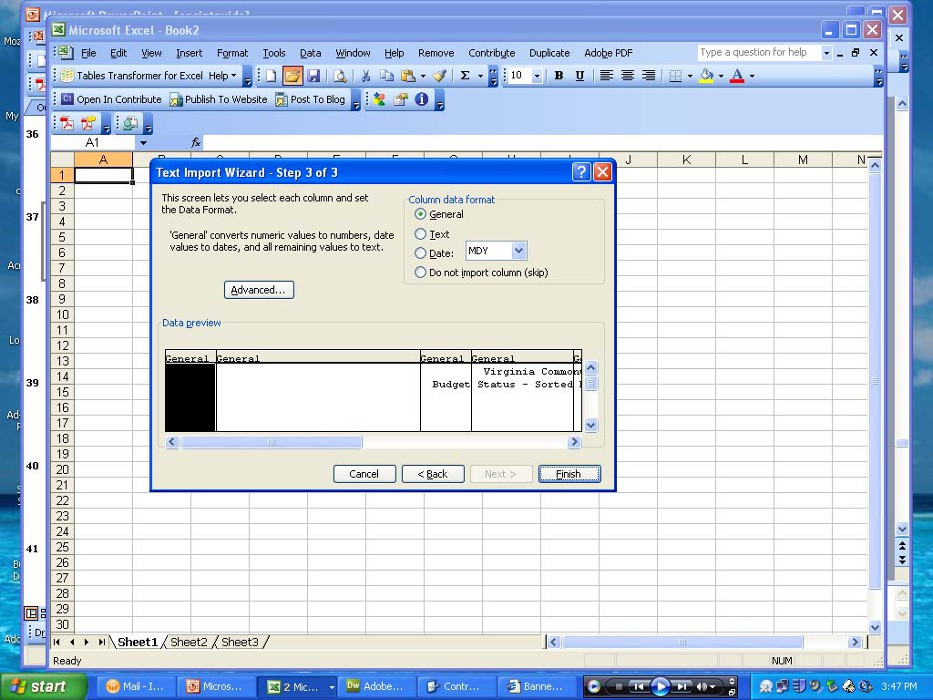 Microsoft Excel - Book2
File Edit View Insert Format Tools Data Window Help Remove Contribute Duplicate Adobe PDF
Type a question for help
Tables Transformer for Excel Help
10 B I U
Open In Contribute Publish To Website Post To Blog
A1 fx
A J K L M N
1
2
3
4
5
6
7
8
9
10
11
12
13
14
15
16
17
18
19
20
21
22
23
24
25
26
27
28
29
30
36
37
38
39
40
41
Text Import Wizard - Step 3 of 3
This screen lets you select each column and set
the Data Format.
'General' converts numeric values to numbers, date
values to dates, and all remaining values to text.
Advanced...
Column data format
General
Text
Date: MDY
Do not import column (skip)
Data preview
General General General General
Virginia Common
Budget Status - Sorted
Cancel < Back Next > Finish
Sheet1 Sheet2 Sheet3
Ready NUM
start Mail - I... Micros... 2 Mic... Adobe... Contr... Banne... 3:47 PM